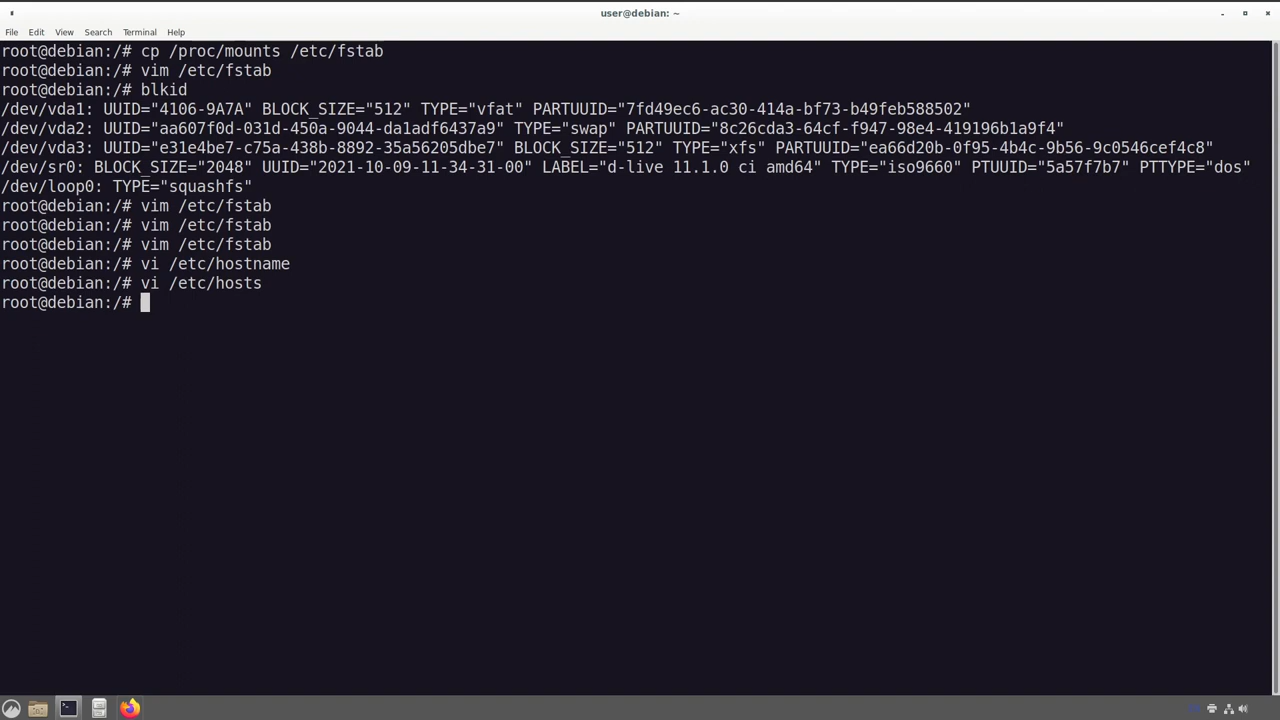 user@debian: ~
File Edit View Search Terminal Help
root@debian:/# cp /proc/mounts /etc/fstab
root@debian:/# vim /etc/fstab
root@debian:/# blkid
/dev/vda1: UUID="4106-9A7A" BLOCK_SIZE="512" TYPE="vfat" PARTUUID="7fd49ec6-ac30-414a-bf73-b49feb588502"
/dev/vda2: UUID="aa607f0d-031d-450a-9044-da1adf6437a9" TYPE="swap" PARTUUID="8c26cda3-64cf-f947-98e4-419196b1a9f4"
/dev/vda3: UUID="e31e4be7-c75a-438b-8892-35a56205dbe7" BLOCK_SIZE="512" TYPE="xfs" PARTUUID="ea66d20b-0f95-4b4c-9b56-9c0546cef4c8"
/dev/sr0: BLOCK_SIZE="2048" UUID="2021-10-09-11-34-31-00" LABEL="d-live 11.1.0 ci amd64" TYPE="iso9660" PTUUID="5a57f7b7" PTTYPE="dos"
/dev/loop0: TYPE="squashfs"
root@debian:/# vim /etc/fstab
root@debian:/# vim /etc/fstab
root@debian:/# vim /etc/fstab
root@debian:/# vi /etc/hostname
root@debian:/# vi /etc/hosts
root@debian:/#